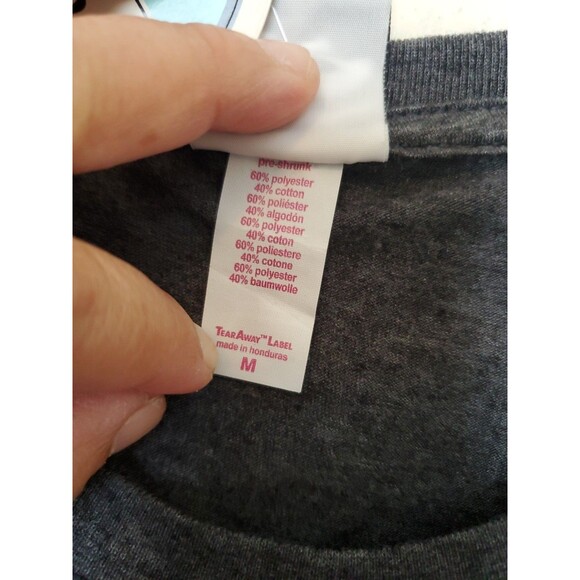 pre-shrunk
60% polyester
40% cotton
60% poliéster
40% algodón
60% polyester
40% coton
60% poliestere
40% cotone
60% polyester
40% baumwolle
TEARAWAY™ LABEL
made in honduras
M